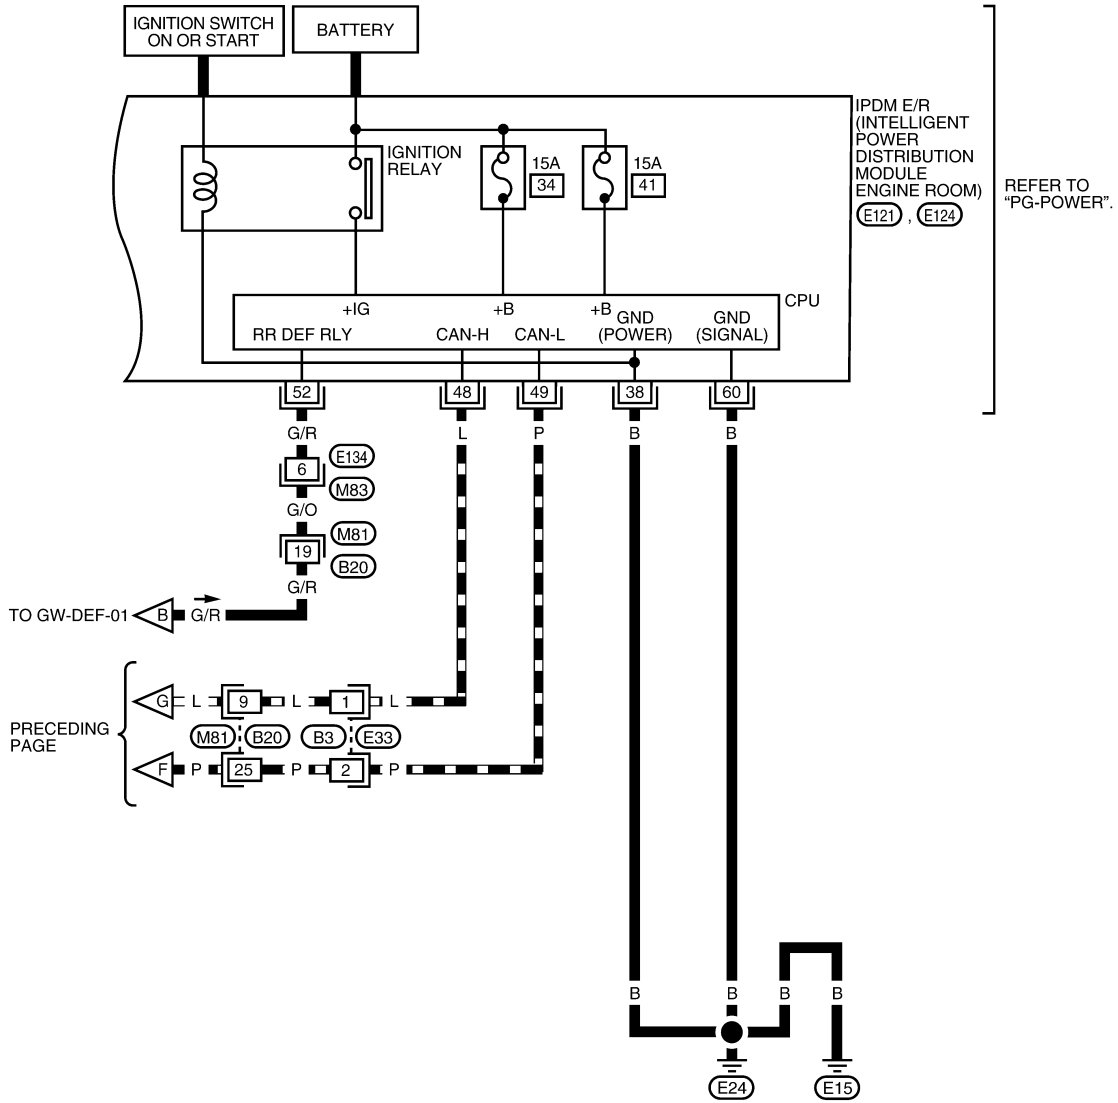 IGNITION SWITCH
ON OR START
BATTERY
IPDM E/R
(INTELLIGENT
POWER
DISTRIBUTION
MODULE
ENGINE ROOM)
E121 , E124
REFER TO
"PG-POWER".
IGNITION
RELAY
15A
34
15A
41
CPU
+IG
+B
+B
RR DEF RLY
CAN-H
CAN-L
GND
(POWER)
GND
(SIGNAL)
52
48
49
38
60
G/R
L
P
B
B
6
E134
M83
G/O
19
M81
B20
G/R
TO GW-DEF-01
B
G/R
PRECEDING
PAGE
G
L
9
L
1
L
M81
B20
B3
E33
F
P
25
P
2
P
B
B
B
B
E24
E15